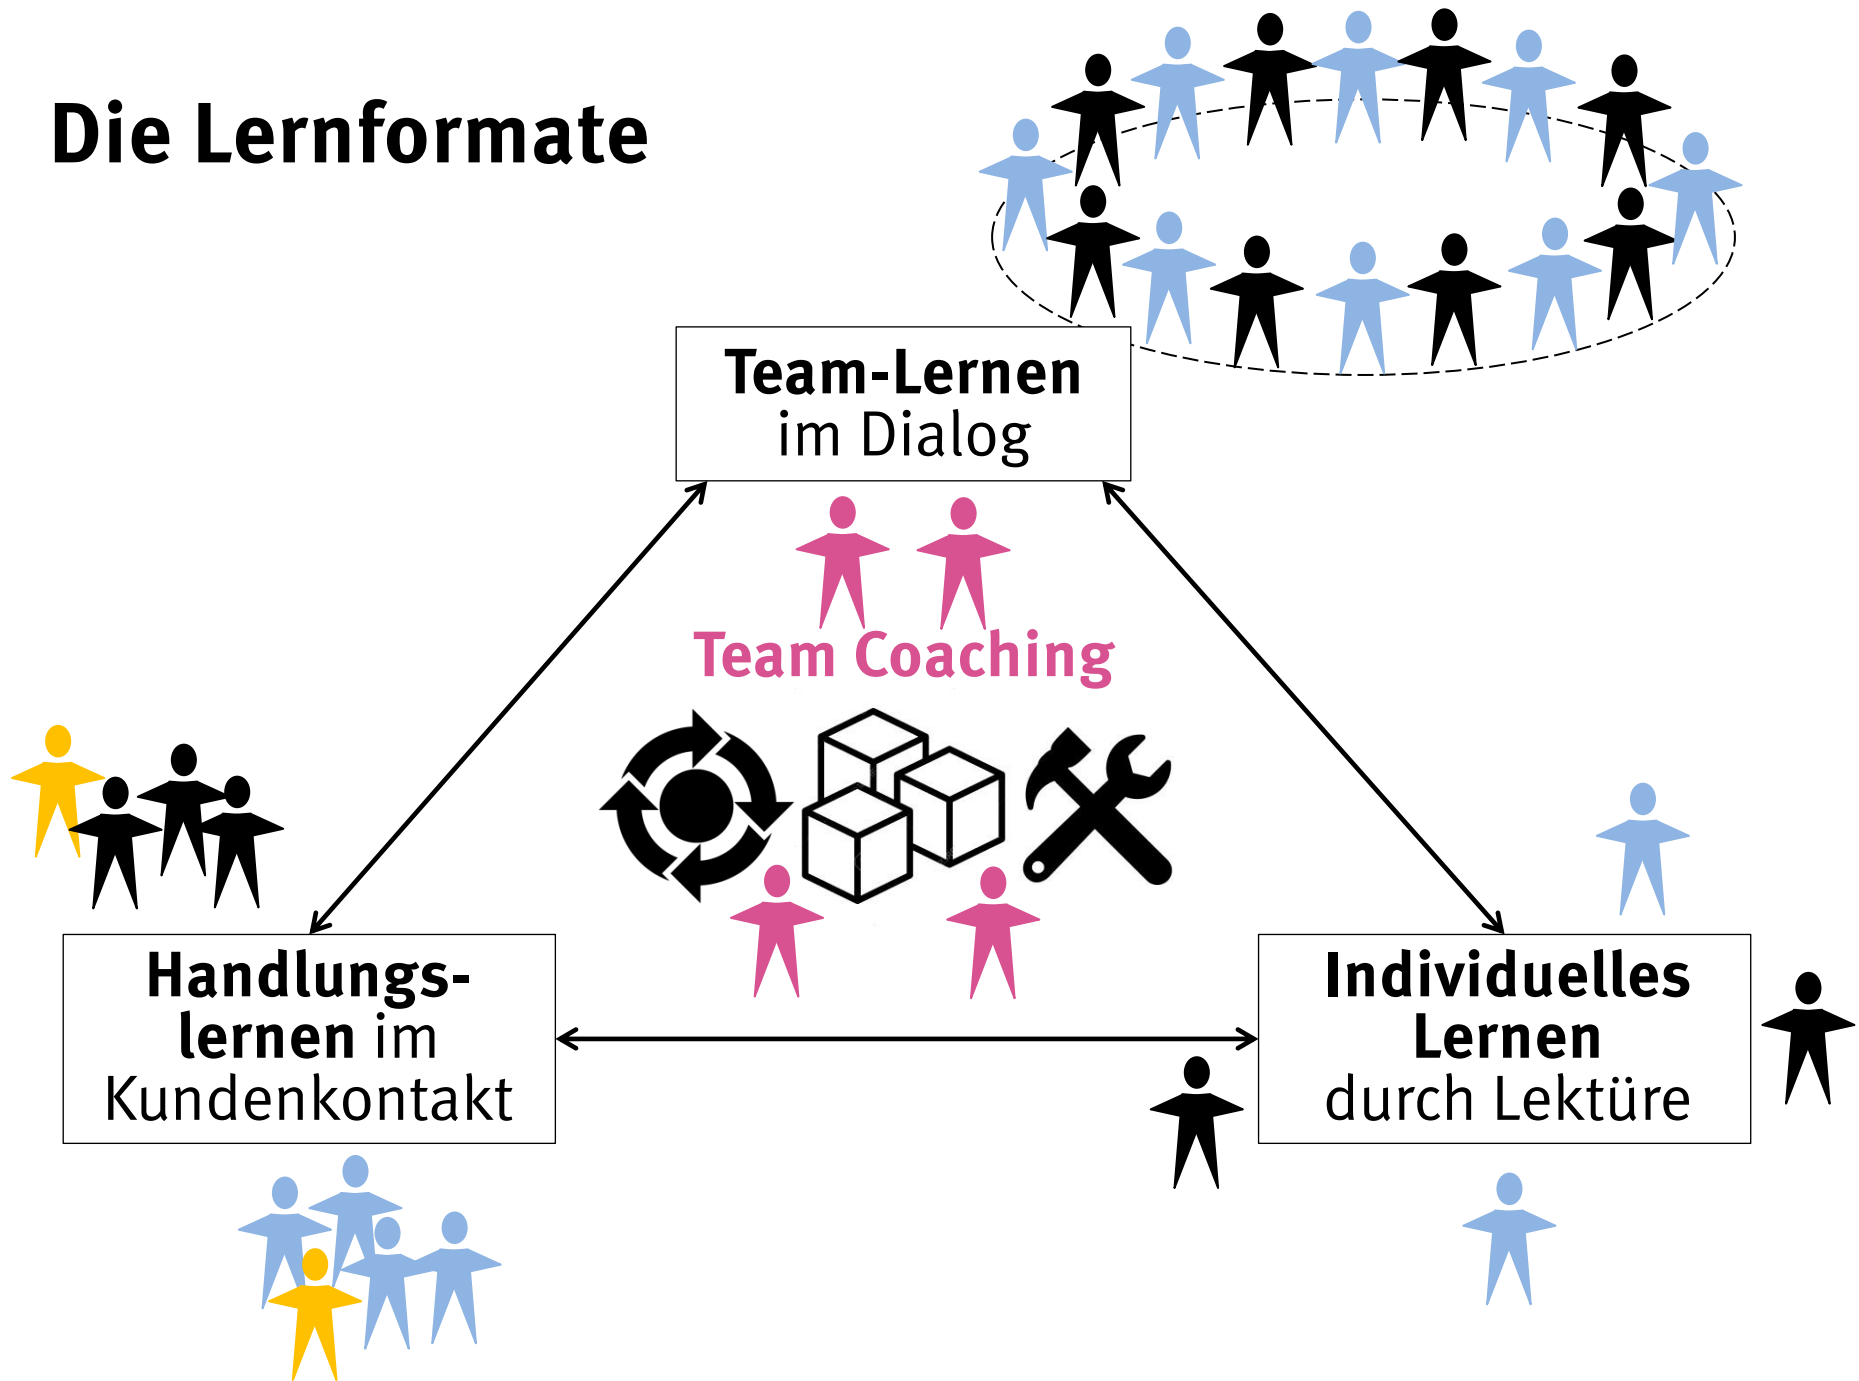 Die Lernformate
Team-Lernen
im Dialog
Team Coaching
Handlungs-
lernen im
Kundenkontakt
Individuelles
Lernen
durch Lektüre